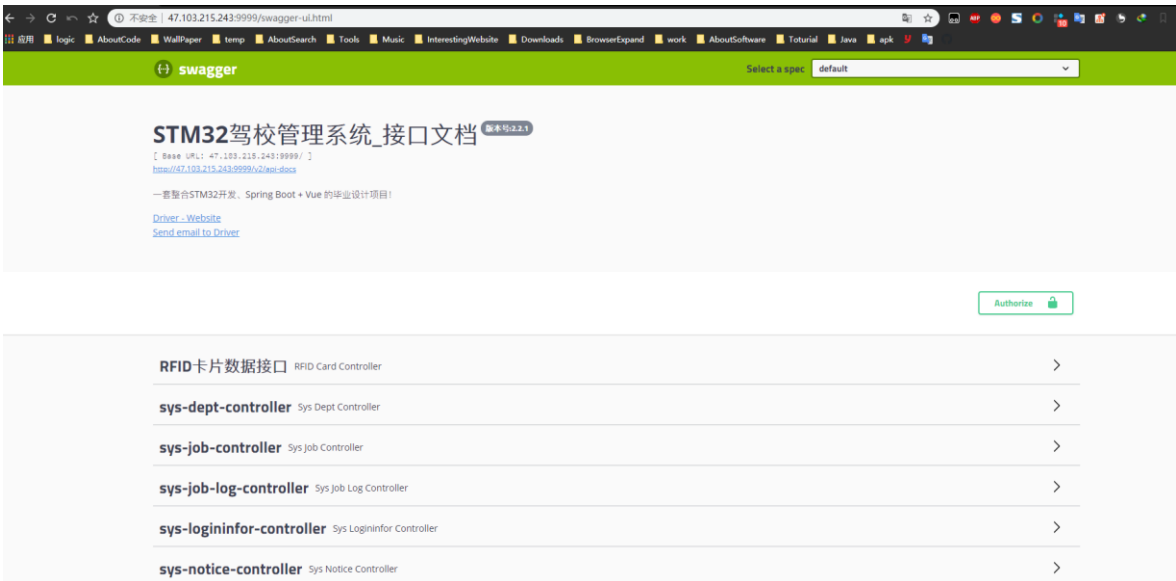 不安全 | 47.103.215.243:9999/swagger-ui.html
应用 logic AboutCode WallPaper temp AboutSearch Tools Music InterestingWebsite Downloads BrowserExpand work AboutSoftware Toturial Java apk
swagger
Select a spec default
STM32驾校管理系统_接口文档 版本号:2.2.1
[ Base URL: 47.103.215.243:9999/ ]
http://47.103.215.243:9999/v2/api-docs
一套整合STM32开发、Spring Boot + Vue 的毕业设计项目!
Driver - Website
Send email to Driver
Authorize
RFID卡片数据接口 RFID Card Controller
sys-dept-controller Sys Dept Controller
sys-job-controller Sys Job Controller
sys-job-log-controller Sys Job Log Controller
sys-logininfor-controller Sys Logininfor Controller
sys-notice-controller Sys Notice Controller